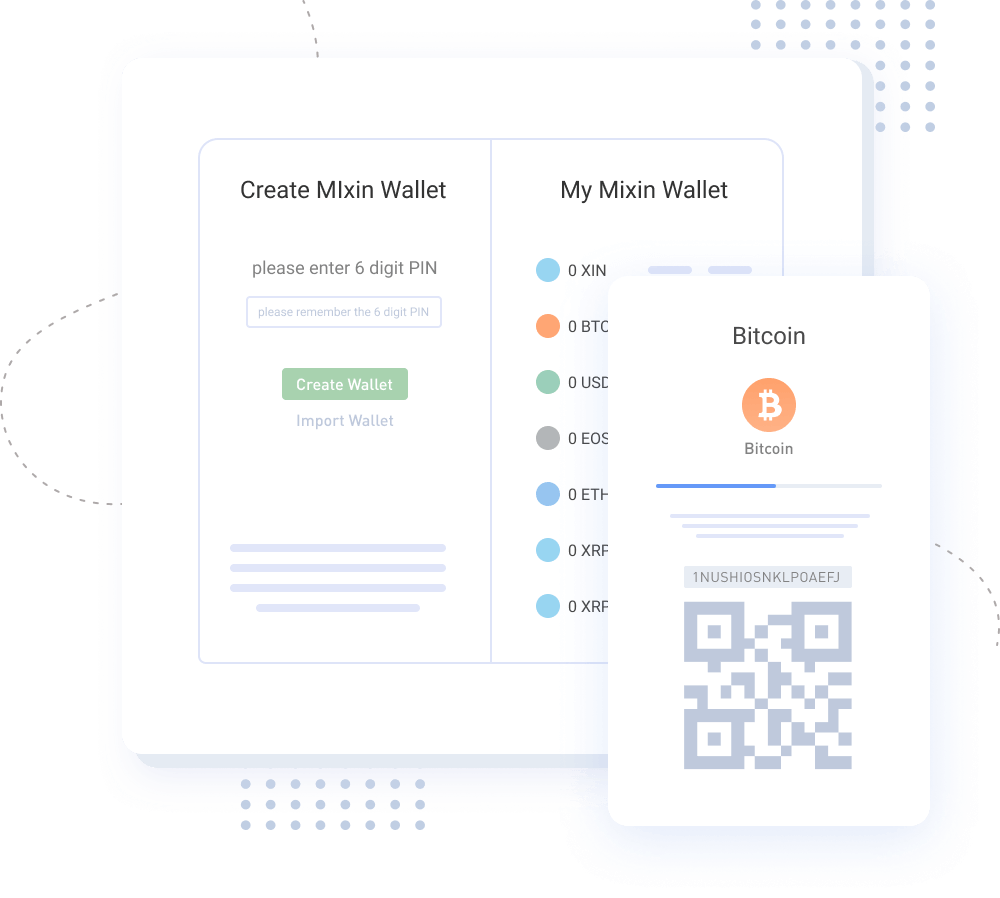 Create MIxin Wallet
please enter 6 digit PIN
please remember the 6 digit PIN
Create Wallet
Import Wallet
My Mixin Wallet
0 XIN
0 BTC
0 USD
0 EOS
0 ETH
0 XRP
0 XRP
Bitcoin
Bitcoin
1NUSHIOSNKLPOAEFJ